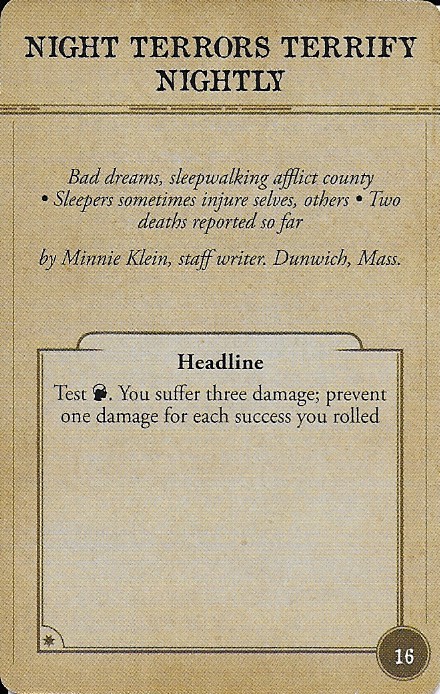 NIGHT TERRORS TERRIFY
NIGHTLY
Bad dreams, sleepwalking afflict county
• Sleepers sometimes injure selves, others • Two
deaths reported so far
by Minnie Klein, staff writer. Dunwich, Mass.
Headline
Test . You suffer three damage; prevent
one damage for each success you rolled
16